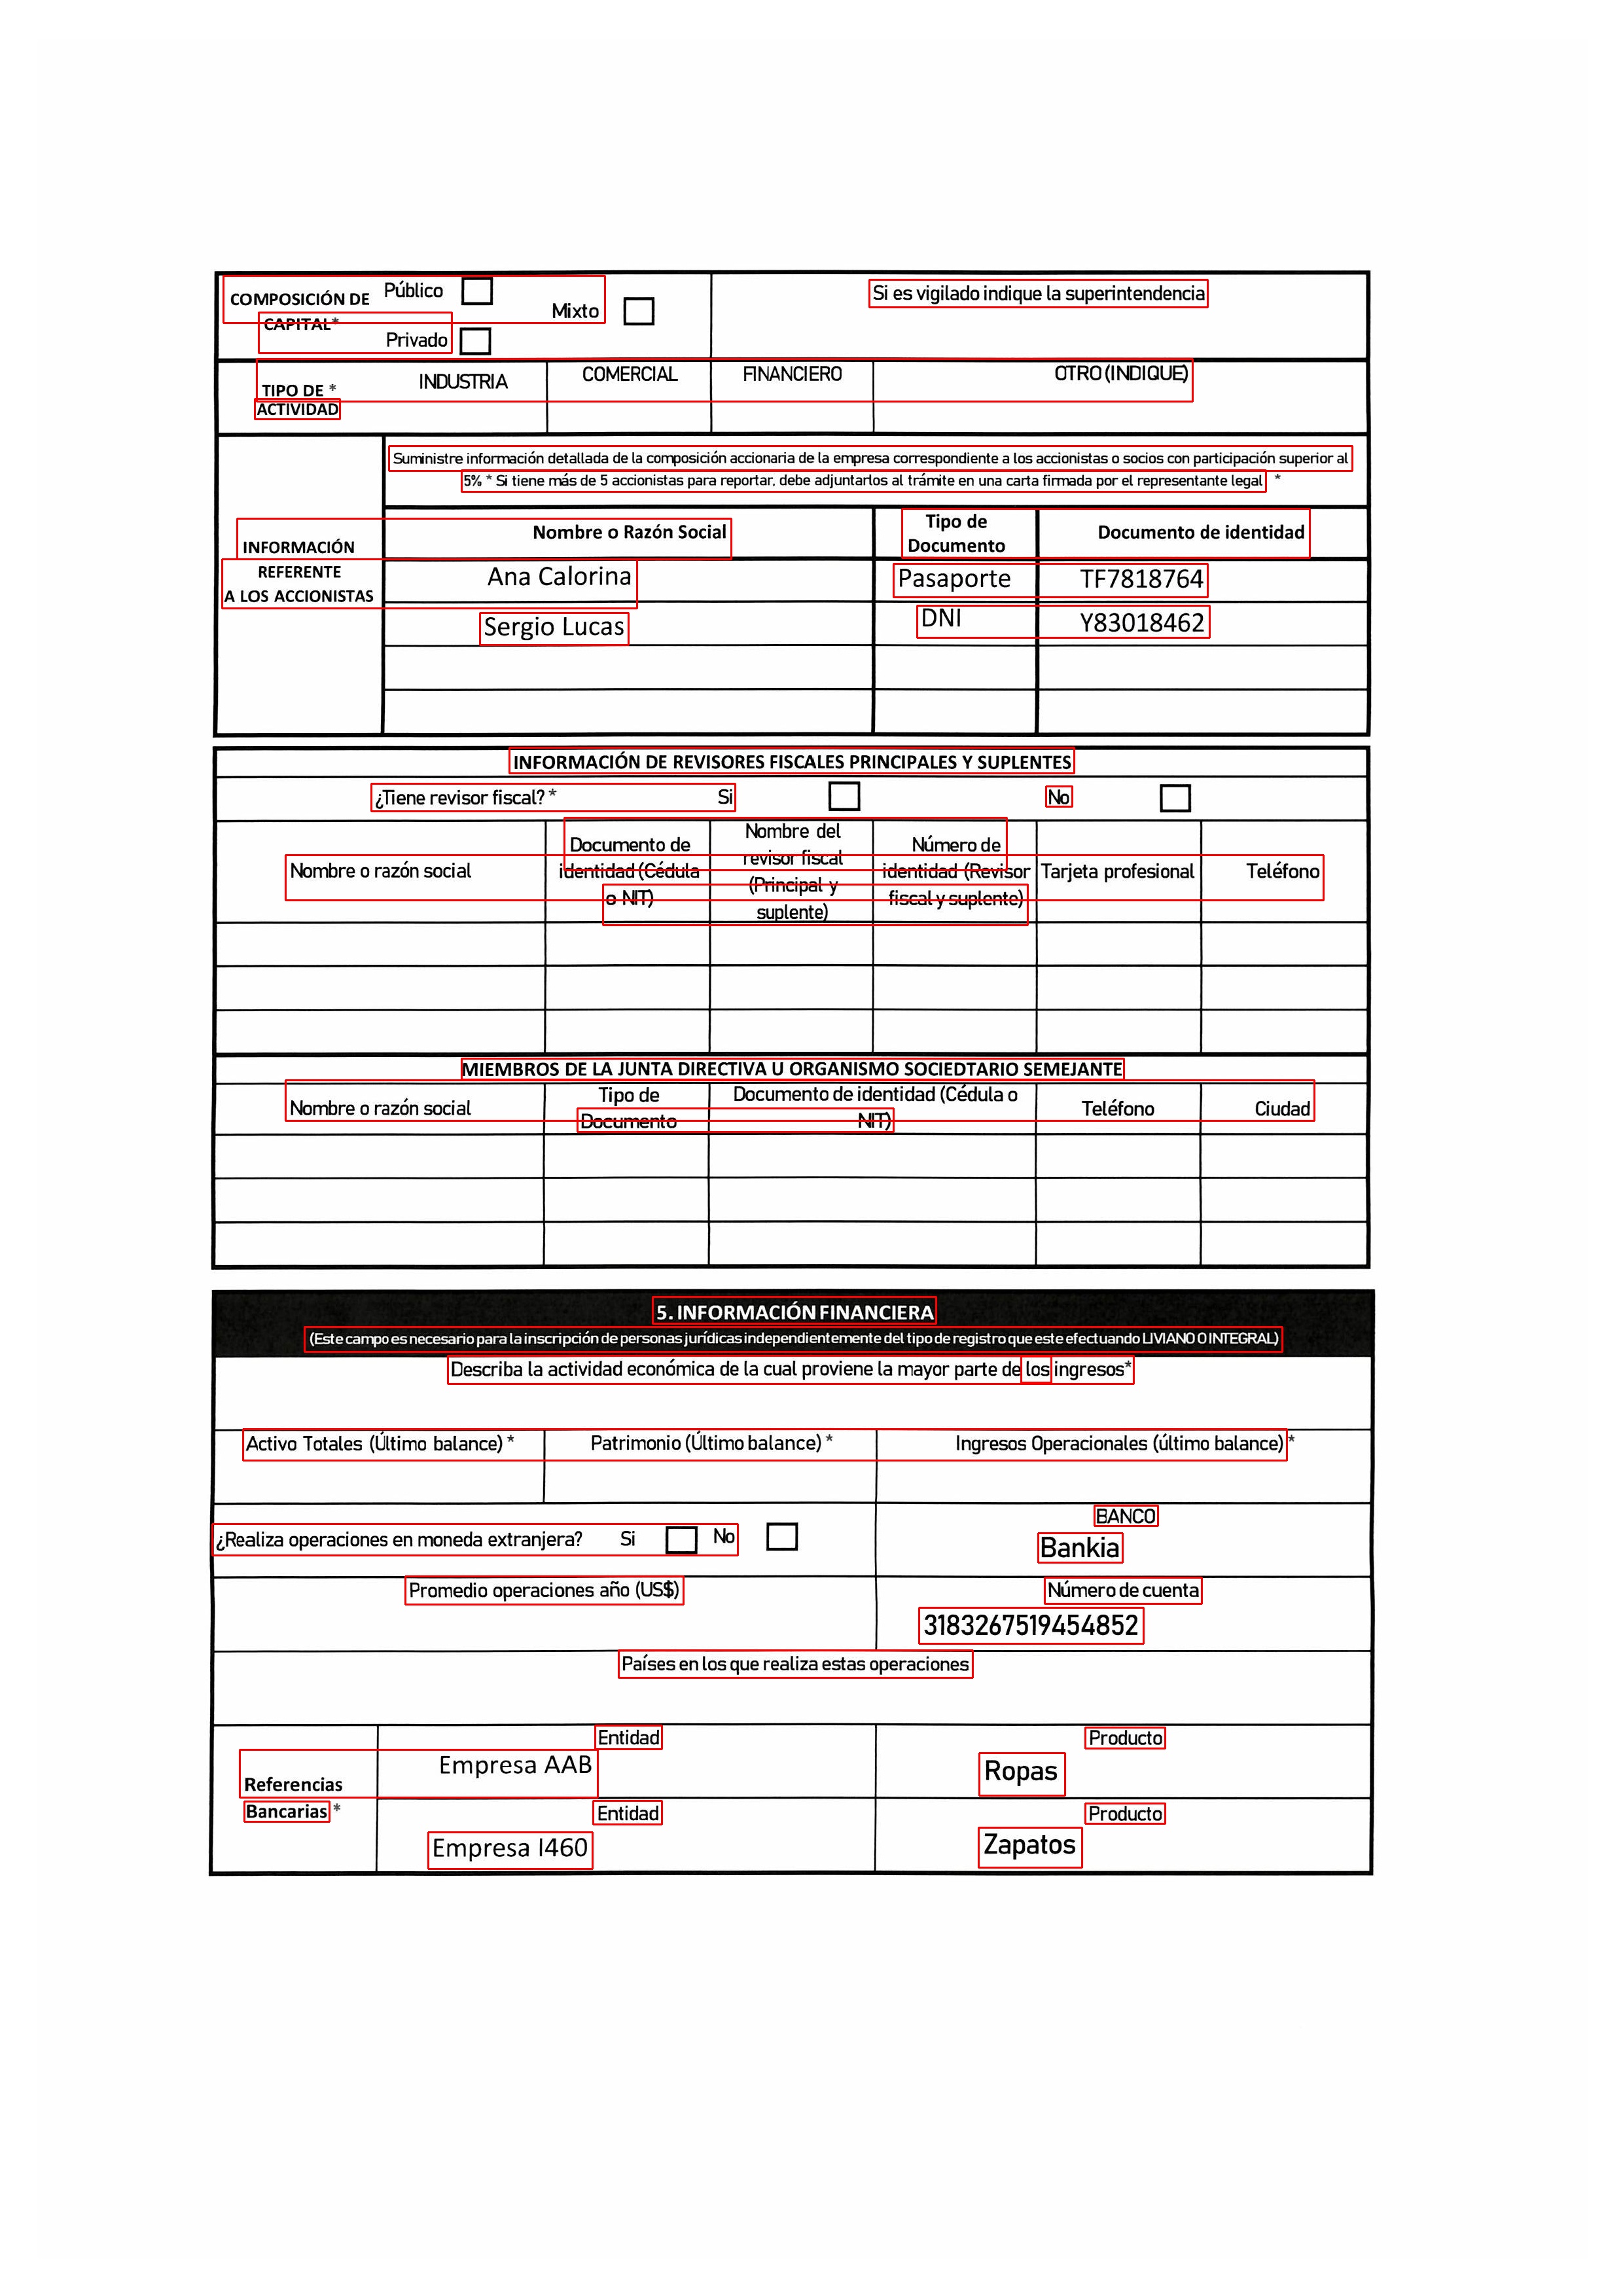 COMPOSICIÓN DE CAPITAL* Público Mixto
Privado
Si es vigilado indique la superintendencia
TIPO DE * ACTIVIDAD INDUSTRIA COMERCIAL FINANCIERO OTRO (INDIQUE)
Suministre información detallada de la composición accionaria de la empresa correspondiente a los accionistas o socios con participación superior al
5% * Si tiene más de 5 accionistas para reportar, debe adjuntarlos al trámite en una carta firmada por el representante legal *
INFORMACIÓN
REFERENTE
A LOS ACCIONISTAS
Nombre o Razón Social Tipo de Documento Documento de identidad
Ana Calorina Pasaporte TF7818764
Sergio Lucas DNI Y83018462
INFORMACIÓN DE REVISORES FISCALES PRINCIPALES Y SUPLENTES
¿Tiene revisor fiscal? * Si No
Nombre o razón social Documento de identidad (Cédula o NIT) Nombre del revisor fiscal (Principal y suplente) Número de identidad (Revisor fiscal y suplente) Tarjeta profesional Teléfono
MIEMBROS DE LA JUNTA DIRECTIVA U ORGANISMO SOCIEDTARIO SEMEJANTE
Nombre o razón social Tipo de Documento Documento de identidad (Cédula o NIT) Teléfono Ciudad
5. INFORMACIÓN FINANCIERA
(Este campo es necesario para la inscripción de personas jurídicas independientemente del tipo de registro que este efectuando LIVIANO O INTEGRAL)
Describa la actividad económica de la cual proviene la mayor parte de los ingresos*
Activo Totales (Último balance) * Patrimonio (Último balance) * Ingresos Operacionales (último balance) *
¿Realiza operaciones en moneda extranjera? Si No
BANCO
Bankia
Promedio operaciones año (US$)
Número de cuenta
3183267519454852
Países en los que realiza estas operaciones
Referencias
Bancarias *
Entidad Producto
Empresa AAB Ropas
Entidad Producto
Empresa I460 Zapatos